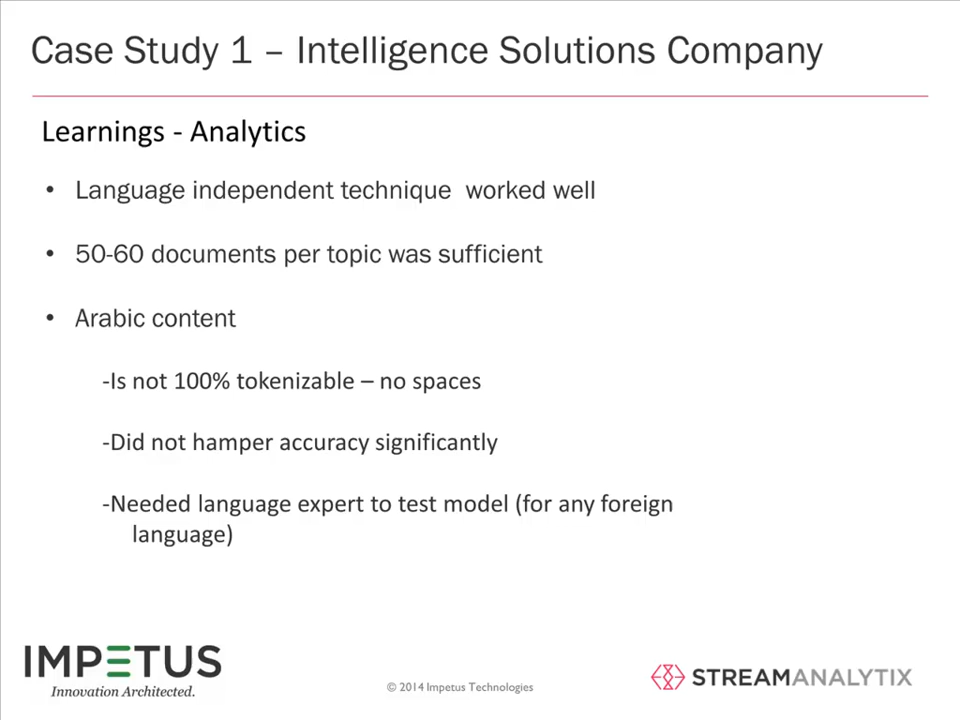 Case Study 1 – Intelligence Solutions Company
Learnings - Analytics
• Language independent technique  worked well
• 50-60 documents per topic was sufficient
• Arabic content
-Is not 100% tokenizable – no spaces
-Did not hamper accuracy significantly
-Needed language expert to test model (for any foreign
language)
IMPETUS
Innovation Architected.
© 2014 Impetus Technologies
STREAMANALYTIX